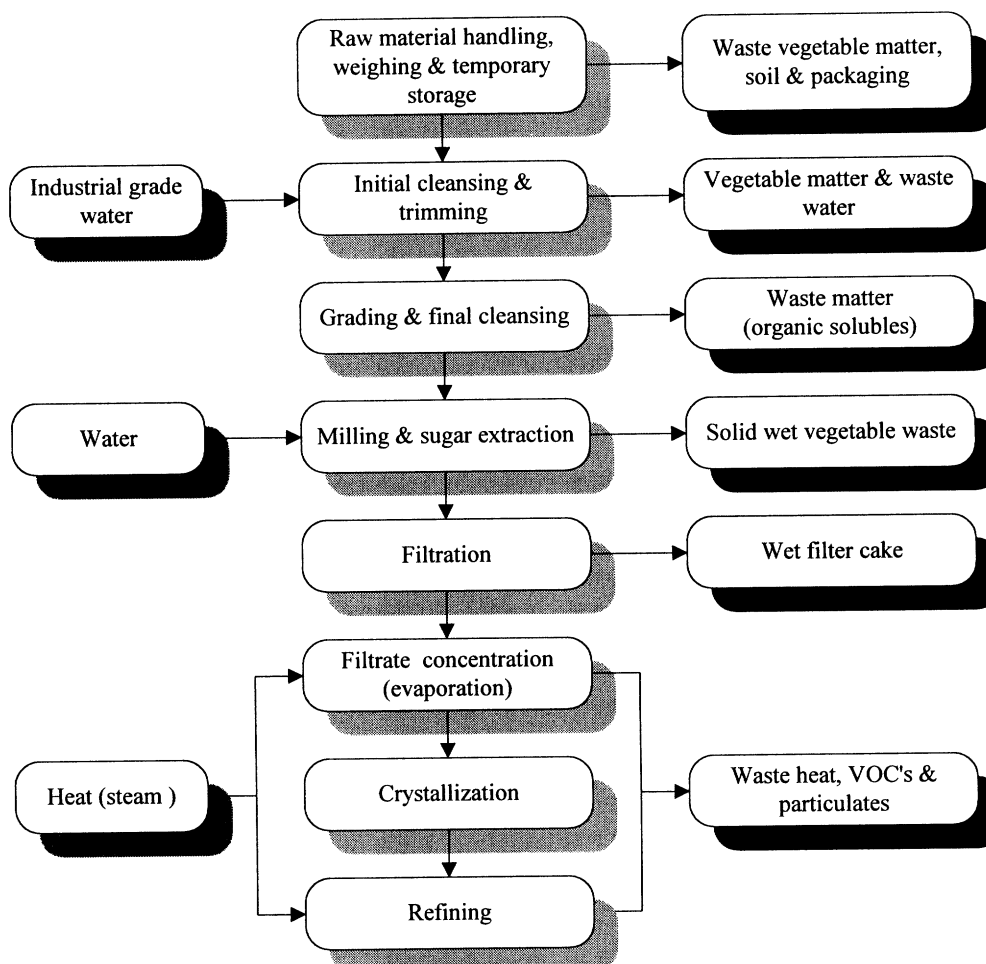 Raw material handling,
weighing & temporary
storage
Waste vegetable matter,
soil & packaging
Industrial grade
water
Initial cleansing &
trimming
Vegetable matter & waste
water
Grading & final cleansing
Waste matter
(organic solubles)
Water
Milling & sugar extraction
Solid wet vegetable waste
Filtration
Wet filter cake
Filtrate concentration
(evaporation)
Heat (steam )
Crystallization
Waste heat, VOC's &
particulates
Refining